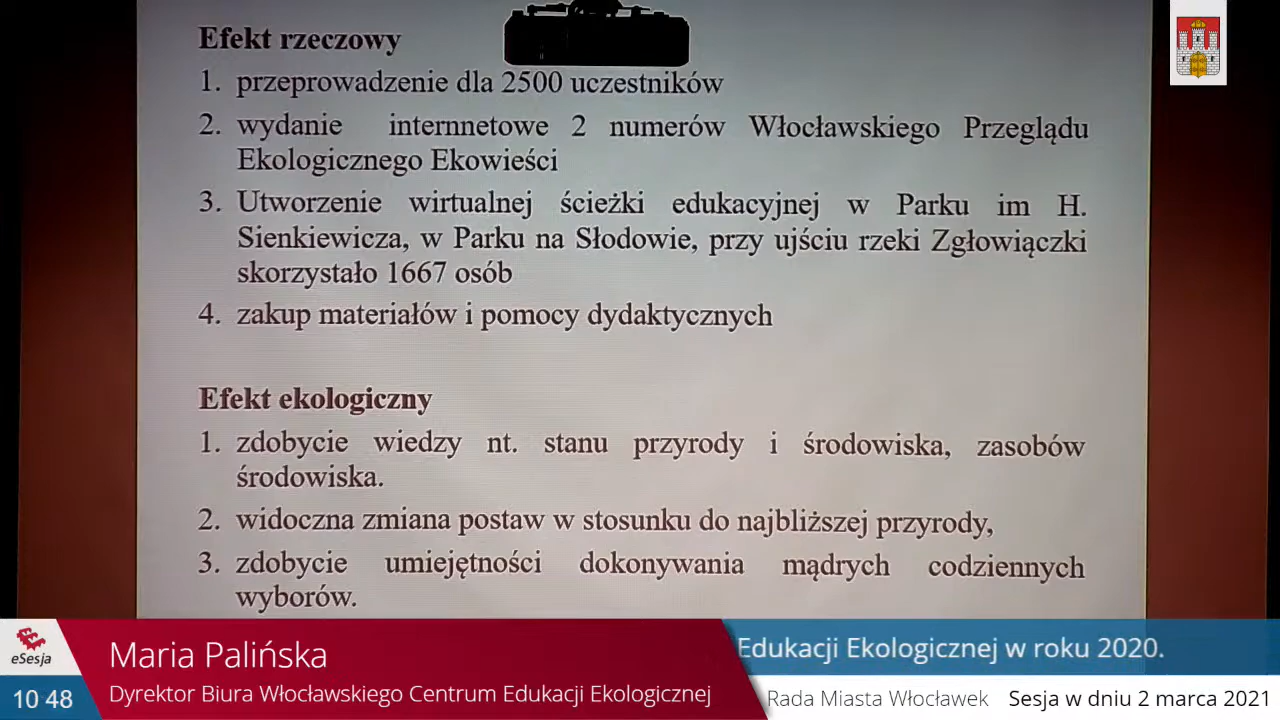 Efekt rzeczowy
1. przeprowadzenie dla 2500 uczestników
2. wydanie internnetowe 2 numerów Włocławskiego Przeglądu
Ekologicznego Ekowieści
3. Utworzenie wirtualnej ścieżki edukacyjnej w Parku im H.
Sienkiewicza, w Parku na Słodowie, przy ujściu rzeki Zgłowiączki
skorzystało 1667 osób
4. zakup materiałów i pomocy dydaktycznych
Efekt ekologiczny
1. zdobycie wiedzy nt. stanu przyrody i środowiska, zasobów
środowiska.
2. widoczna zmiana postaw w stosunku do najbliższej przyrody,
3. zdobycie umiejętności dokonywania mądrych codziennych
wyborów.
eSesja
10 48
Maria Palińska
Dyrektor Biura Włocławskiego Centrum Edukacji Ekologicznej
Edukacji Ekologicznej w roku 2020.
Rada Miasta Włocławek Sesja w dniu 2 marca 2021